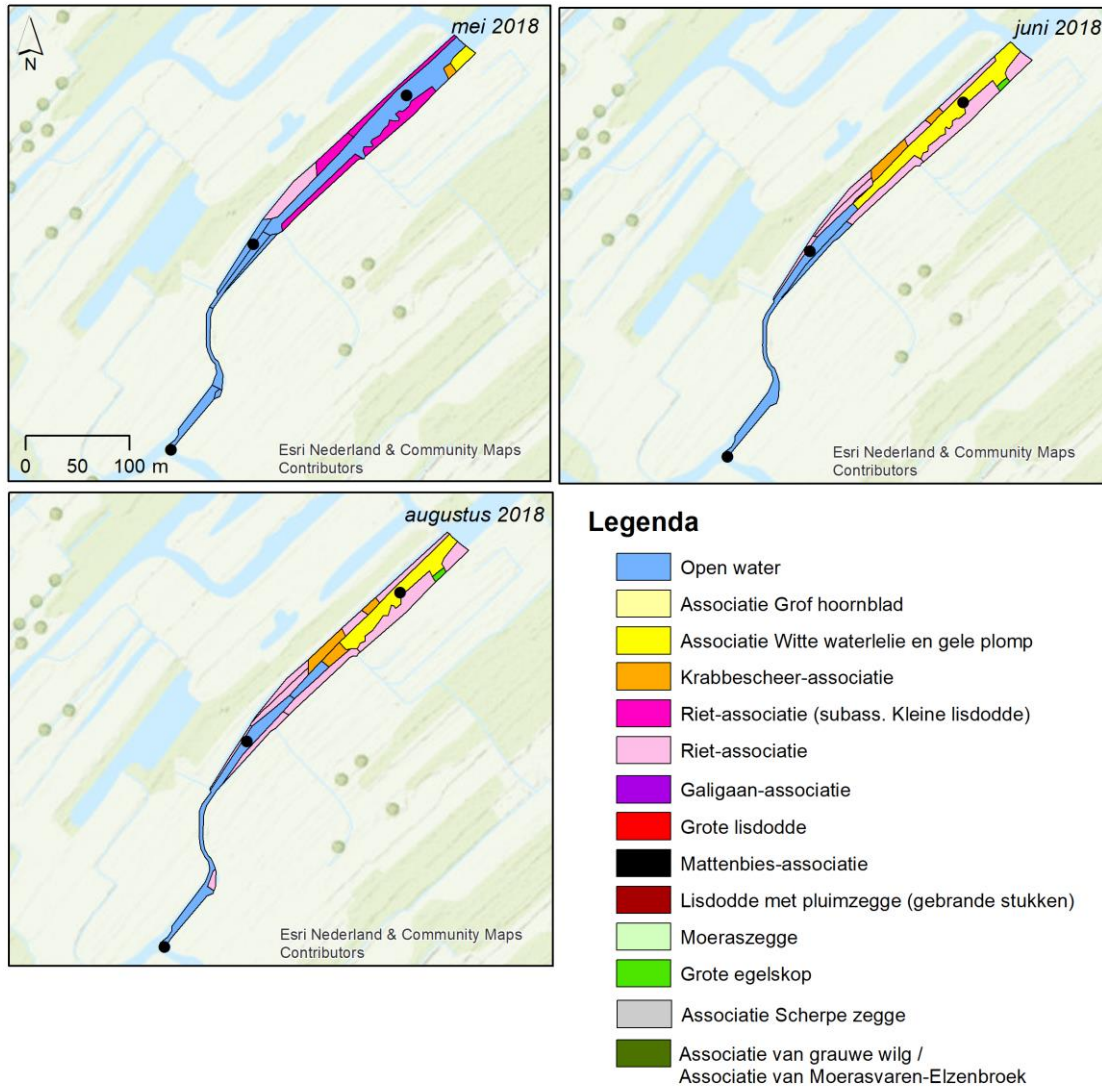 mei 2018
N
0 50 100 m
Esri Nederland & Community Maps
Contributors
juni 2018
Esri Nederland & Community Maps
Contributors
augustus 2018
Esri Nederland & Community Maps
Contributors
Legenda
Open water
Associatie Grof hoornblad
Associatie Witte waterlelie en gele plomp
Krabbescheer-associatie
Riet-associatie (subass. Kleine lisdodde)
Riet-associatie
Galigaan-associatie
Grote lisdodde
Mattenbies-associatie
Lisdodde met pluimzegge (gebrande stukken)
Moeraszegge
Grote egelskop
Associatie Scherpe zegge
Associatie van grauwe wilg /
Associatie van Moerasvaren-Elzenbroek